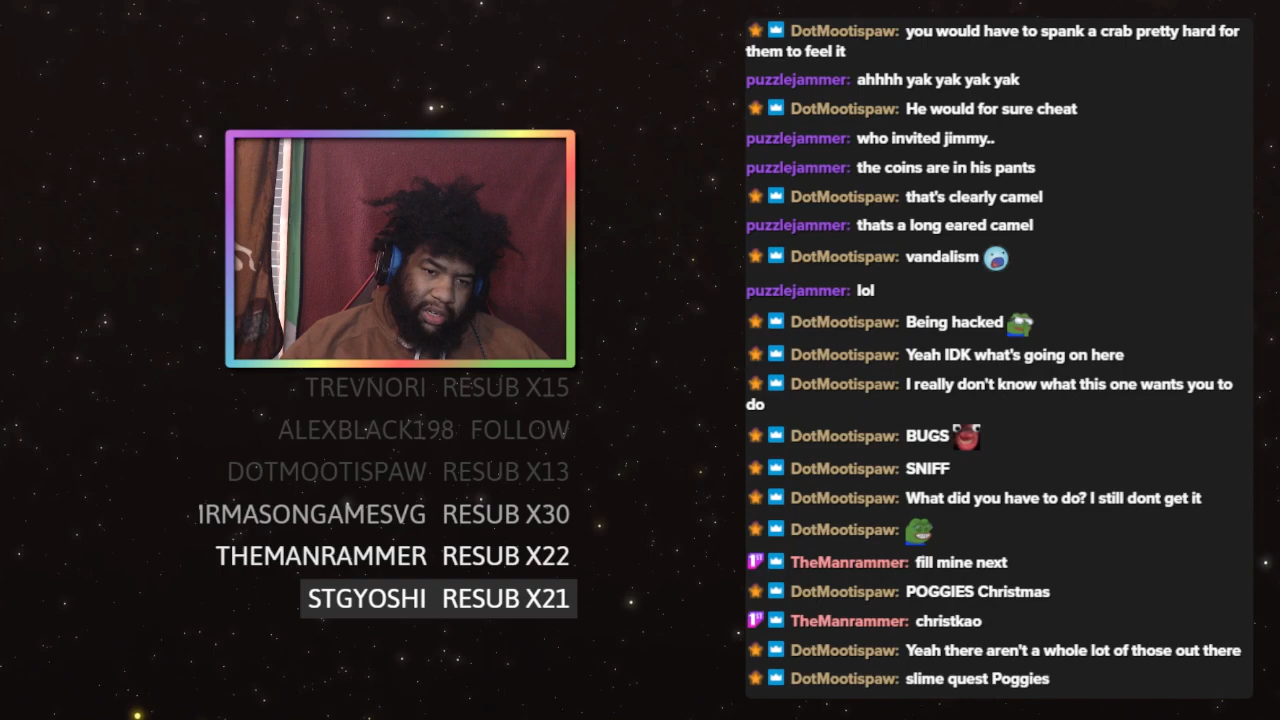 TREVNORI RESUB X15
ALEXBLACK198 FOLLOW
DOTMOOTISPAW RESUB X13
IRMASONGAMESVG RESUB X30
THEMANRAMMER RESUB X22
STGYOSHI RESUB X21
DotMootispaw: you would have to spank a crab pretty hard for
them to feel it
puzzlejammer: ahhhh yak yak yak yak
DotMootispaw: He would for sure cheat
puzzlejammer: who invited jimmy..
puzzlejammer: the coins are in his pants
DotMootispaw: that's clearly camel
puzzlejammer: thats a long eared camel
DotMootispaw: vandalism
puzzlejammer: lol
DotMootispaw: Being hacked
DotMootispaw: Yeah IDK what's going on here
DotMootispaw: I really don't know what this one wants you to
do
DotMootispaw: BUGS
DotMootispaw: SNIFF
DotMootispaw: What did you have to do? I still dont get it
DotMootispaw:
1ST TheManrammer: fill mine next
DotMootispaw: POGGIES Christmas
1ST TheManrammer: christkao
DotMootispaw: Yeah there aren't a whole lot of those out there
DotMootispaw: slime quest Poggies